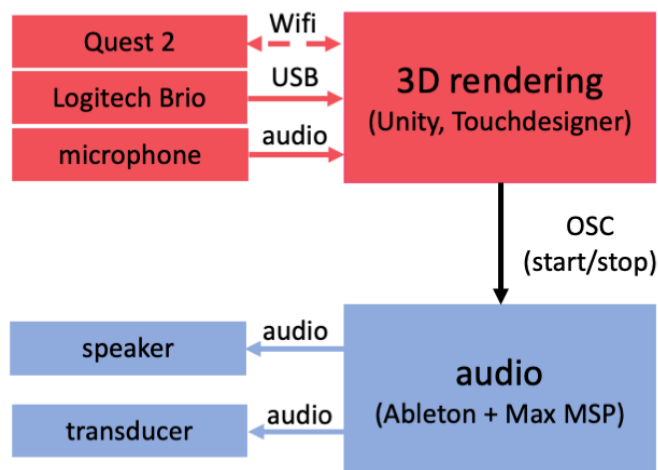 Quest 2
Wifi
Logitech Brio
USB
microphone
audio
3D rendering
(Unity, Touchdesigner)
OSC
(start/stop)
speaker
audio
transducer
audio
audio
(Ableton + Max MSP)